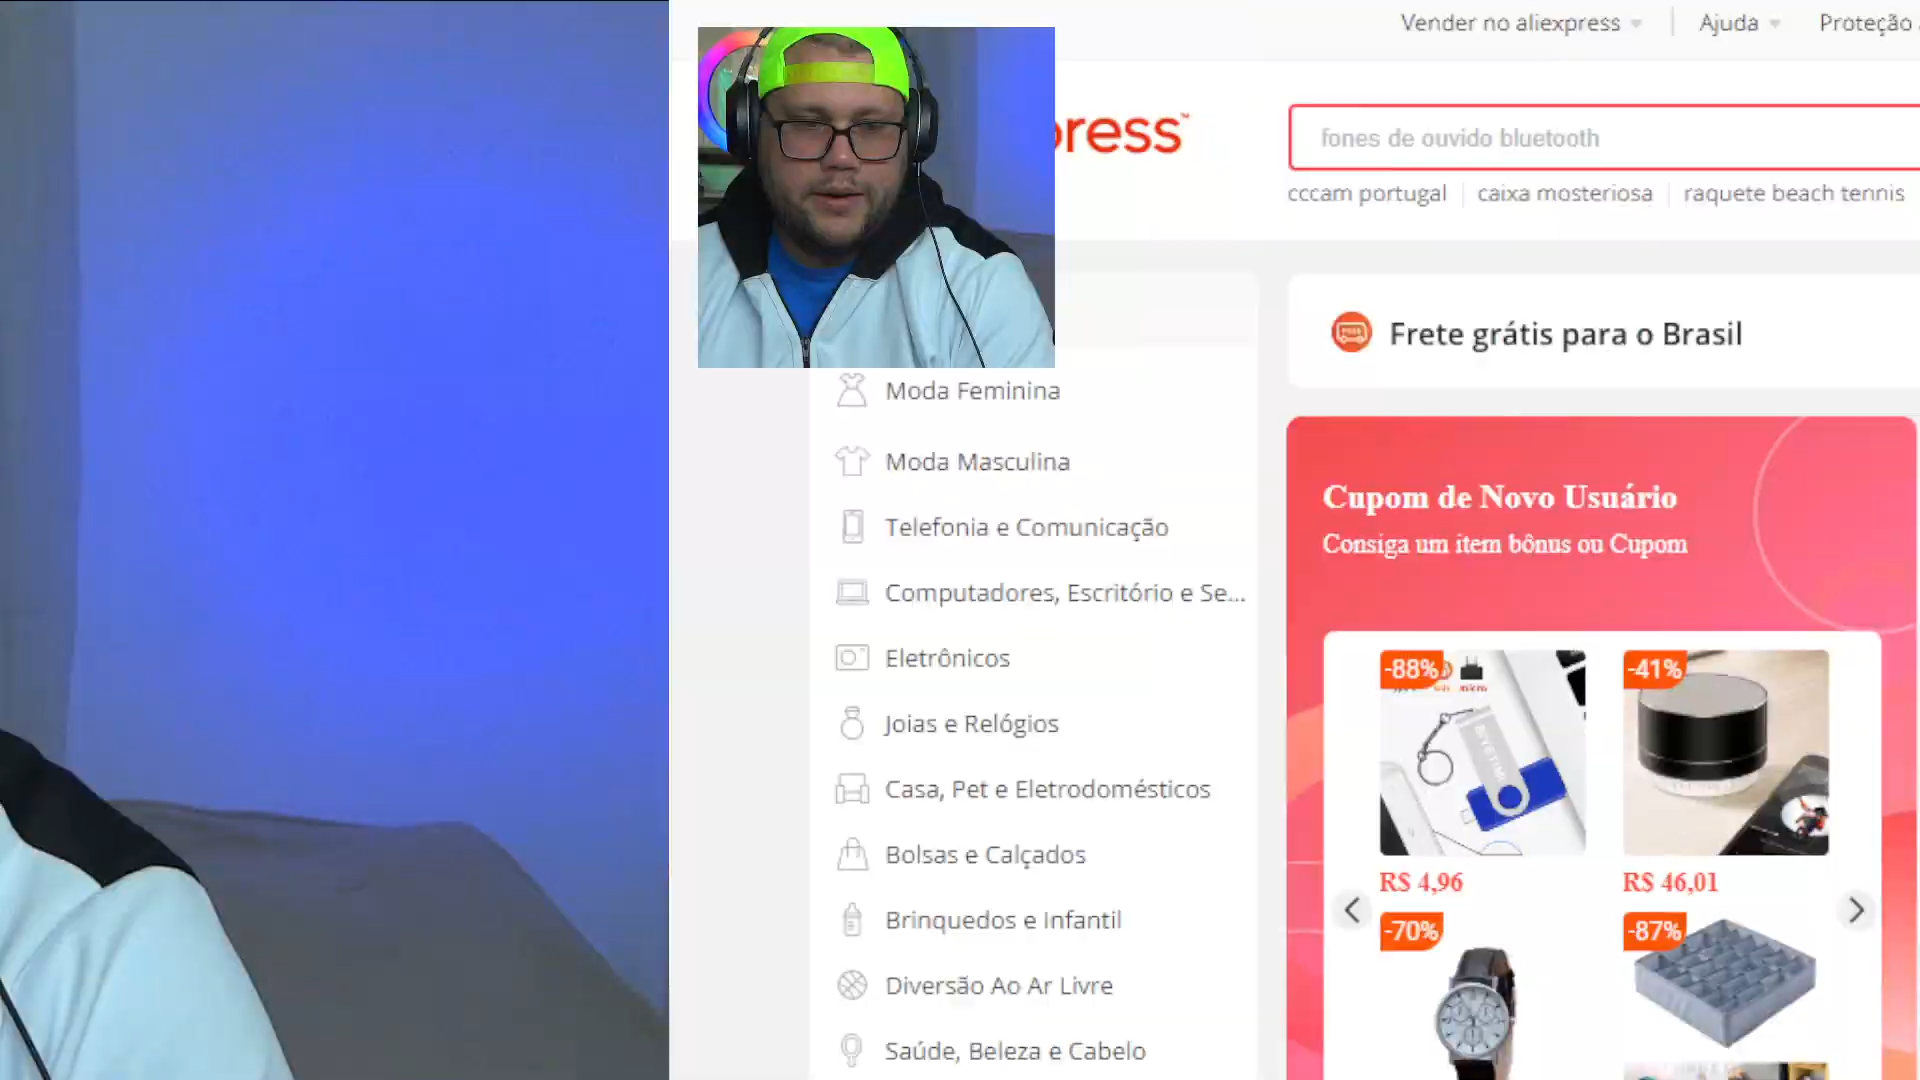 Vender no aliexpress
Ajuda
Proteção
press™
fones de ouvido bluetooth
cccam portugal
caixa mosteriosa
raquete beach tennis
Frete grátis para o Brasil
Moda Feminina
Moda Masculina
Telefonia e Comunicação
Computadores, Escritório e Se...
Eletrônicos
Joias e Relógios
Casa, Pet e Eletrodomésticos
Bolsas e Calçados
Brinquedos e Infantil
Diversão Ao Ar Livre
Saúde, Beleza e Cabelo
Cupom de Novo Usuário
Consiga um item bônus ou Cupom
-88%
micro
-41%
R$ 4,96
R$ 46,01
-70%
-87%